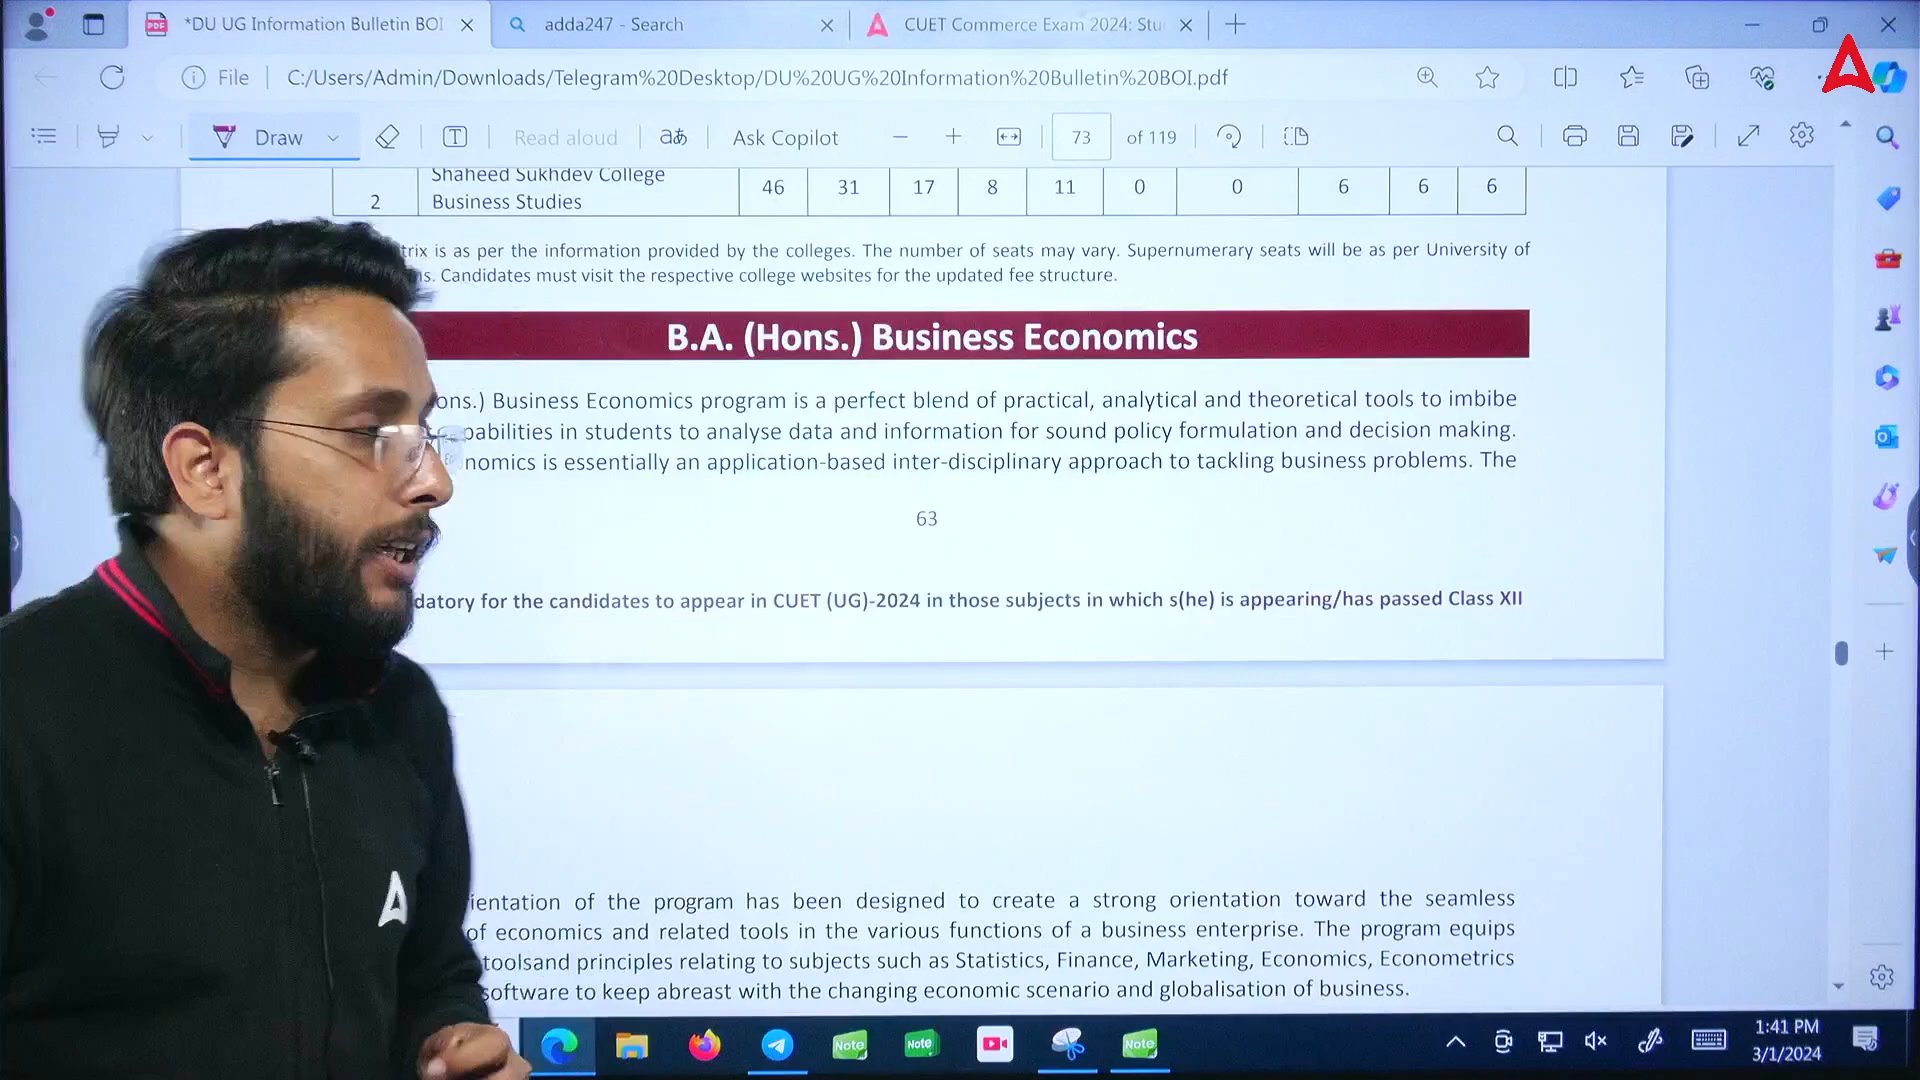 *DU UG Information Bulletin BOI
adda247 - Search
CUET Commerce Exam 2024: Stu
File
C:/Users/Admin/Downloads/Telegram%20Desktop/DU%20UG%20Information%20Bulletin%20BOI.pdf
Draw
Read aloud
Ask Copilot
73
of 119
Shaheed Sukhdev College
Business Studies
2
46 31 17 8 11 0 0 6 6 6
trix is as per the information provided by the colleges. The number of seats may vary. Supernumerary seats will be as per University of
ns. Candidates must visit the respective college websites for the updated fee structure.
B.A. (Hons.) Business Economics
ons.) Business Economics program is a perfect blend of practical, analytical and theoretical tools to imbibe
pabilities in students to analyse data and information for sound policy formulation and decision making.
nomics is essentially an application-based inter-disciplinary approach to tackling business problems. The
63
datory for the candidates to appear in CUET (UG)-2024 in those subjects in which s(he) is appearing/has passed Class XII
ientation of the program has been designed to create a strong orientation toward the seamless
of economics and related tools in the various functions of a business enterprise. The program equips
toolsand principles relating to subjects such as Statistics, Finance, Marketing, Economics, Econometrics
software to keep abreast with the changing economic scenario and globalisation of business.
Note
Note
Note
1:41 PM
3/1/2024